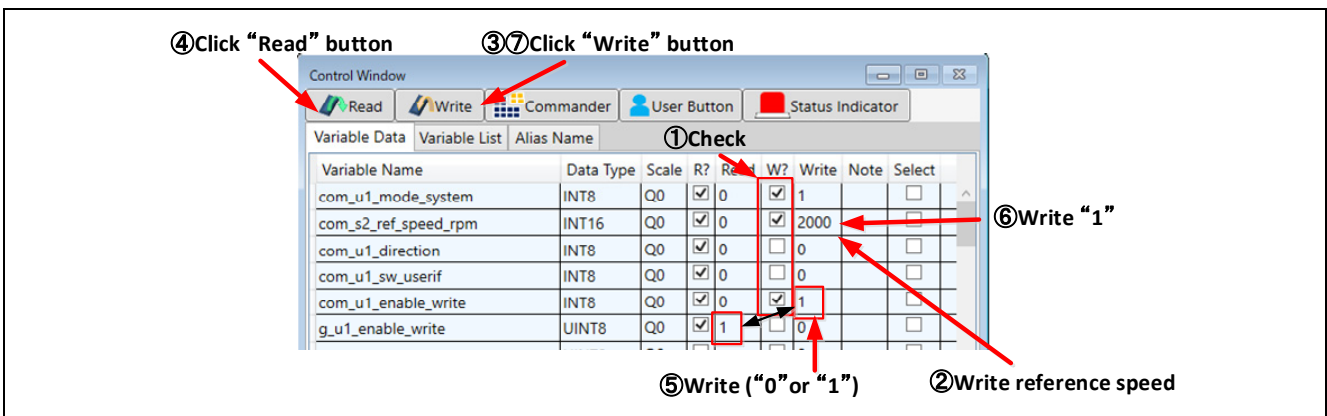 ④Click “Read” button
③⑦Click “Write” button
Control Window
Read Write Commander User Button Status Indicator
Variable Data Variable List Alias Name
①Check
Variable Name Data Type Scale R? Read W? Write Note Select
com_u1_mode_system INT8 Q0 0 1
com_s2_ref_speed_rpm INT16 Q0 0 2000
⑥Write “1”
com_u1_direction INT8 Q0 0 0
com_u1_sw_userif INT8 Q0 0 0
com_u1_enable_write INT8 Q0 0 1
g_u1_enable_write UINT8 Q0 1 0
⑤Write (“0”or “1”)
②Write reference speed